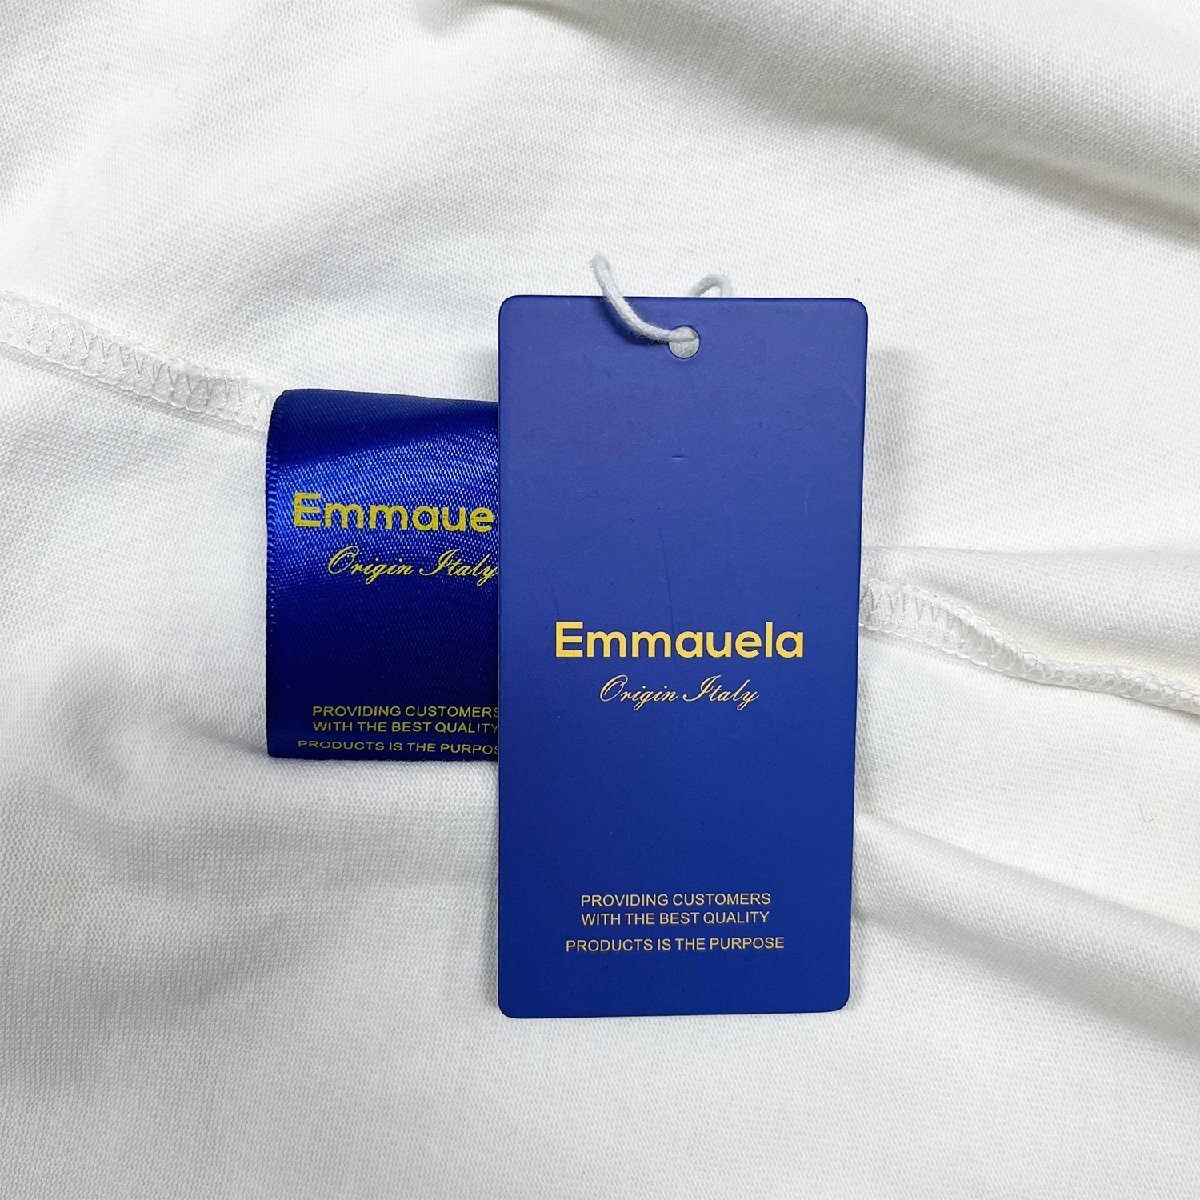 Emmaue
Origin Italy
PROVIDING CUSTOMERS
WITH THE BEST QUALITY
PRODUCTS IS THE PURPOS
Emmauela
Origin Italy
PROVIDING CUSTOMERS
WITH THE BEST QUALITY
PRODUCTS IS THE PURPOSE